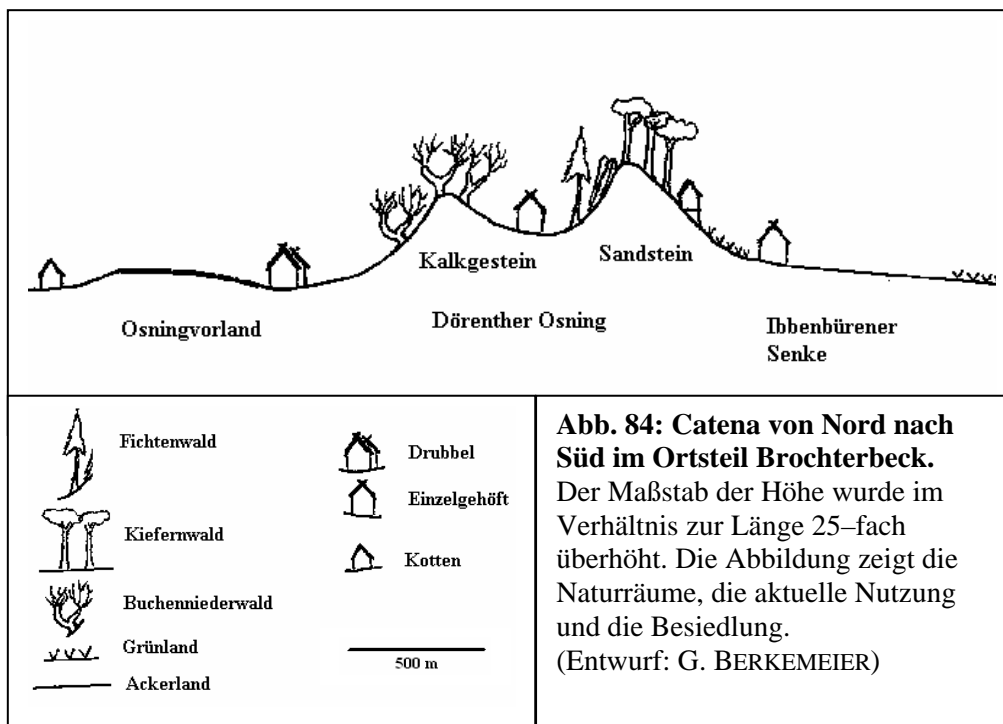 Kalkgestein
Sandstein
Osningvorland
Dörenther Osning
Ibbenbürener
Senke
Fichtenwald
Kiefernwald
Buchenniederwald
Grünland
Ackerland
Drubbel
Einzelgehöft
Kotten
500 m
Abb. 84: Catena von Nord nach
Süd im Ortsteil Brochterbeck.
Der Maßstab der Höhe wurde im
Verhältnis zur Länge 25–fach
überhöht. Die Abbildung zeigt die
Naturräume, die aktuelle Nutzung
und die Besiedlung.
(Entwurf: G. BERKEMEIER)